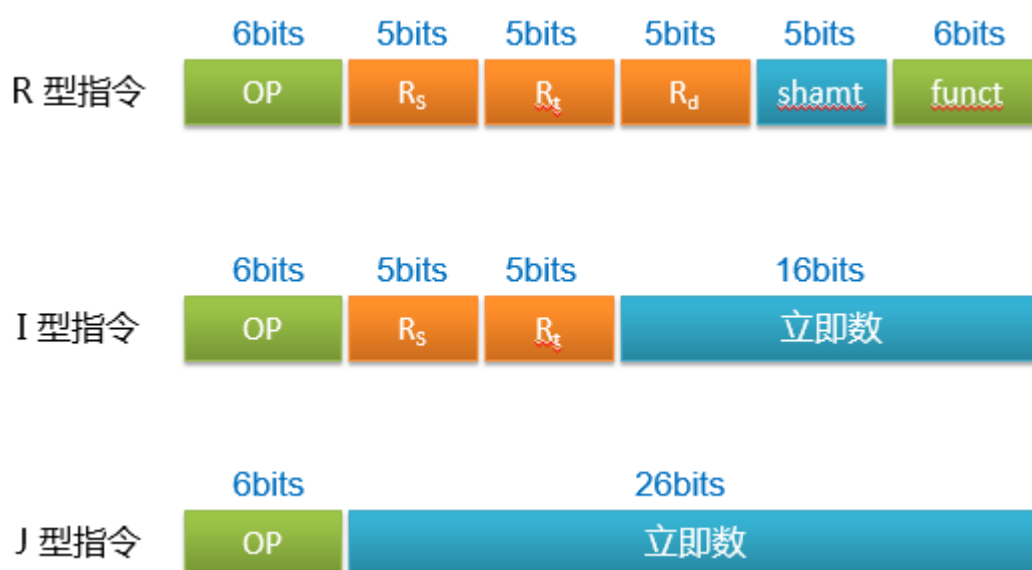 6bits 5bits 5bits 5bits 5bits 6bits
R 型指令 OP Rs Rt Rd shamt funct
6bits 5bits 5bits 16bits
I 型指令 OP Rs Rt 立即数
6bits 26bits
J 型指令 OP 立即数